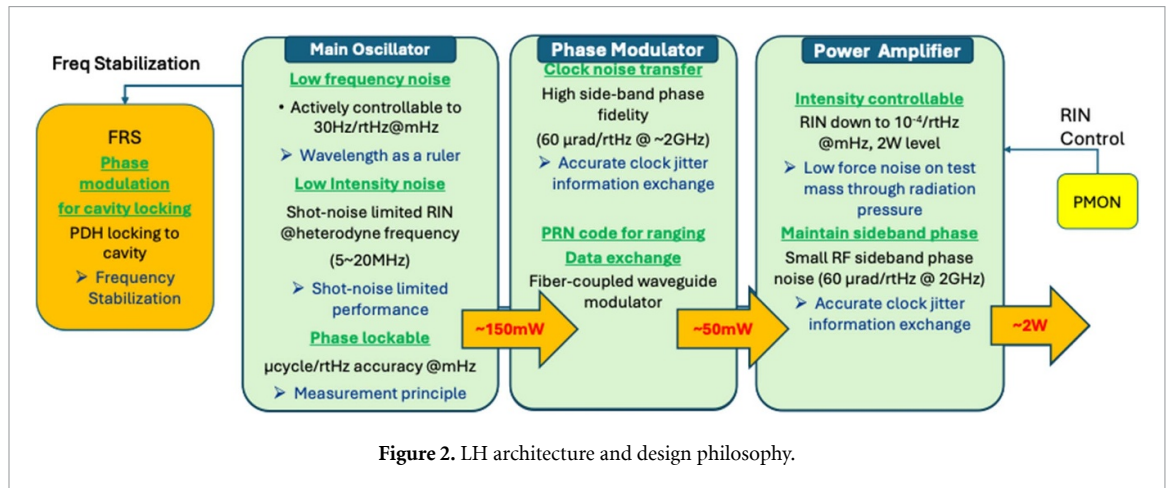 Freq Stabilization
FRS
Phase
modulation
for cavity locking
PDH locking to
cavity
➢ Frequency
Stabilization
Main Oscillator
Low frequency noise
• Actively controllable to
30Hz/rtHz@mHz
➢ Wavelength as a ruler
Low Intensity noise
Shot-noise limited RIN
@heterodyne frequency
(5~20MHz)
➢ Shot-noise limited
performance
Phase lockable
µcycle/rtHz accuracy @mHz
➢ Measurement principle
~150mW
Phase Modulator
Clock noise transfer
High side-band phase
fidelity
(60 µrad/rtHz @ ~2GHz)
➢ Accurate clock jitter
information exchange
PRN code for ranging
Data exchange
Fiber-coupled waveguide
modulator
~50mW
Power Amplifier
Intensity controllable
RIN down to 10⁻⁴/rtHz
@mHz, 2W level
➢ Low force noise on test
mass through radiation
pressure
Maintain sideband phase
Small RF sideband phase
noise (60 µrad/rtHz @ 2GHz)
➢ Accurate clock jitter
information exchange
~2W
RIN
Control
PMON
Figure 2. LH architecture and design philosophy.